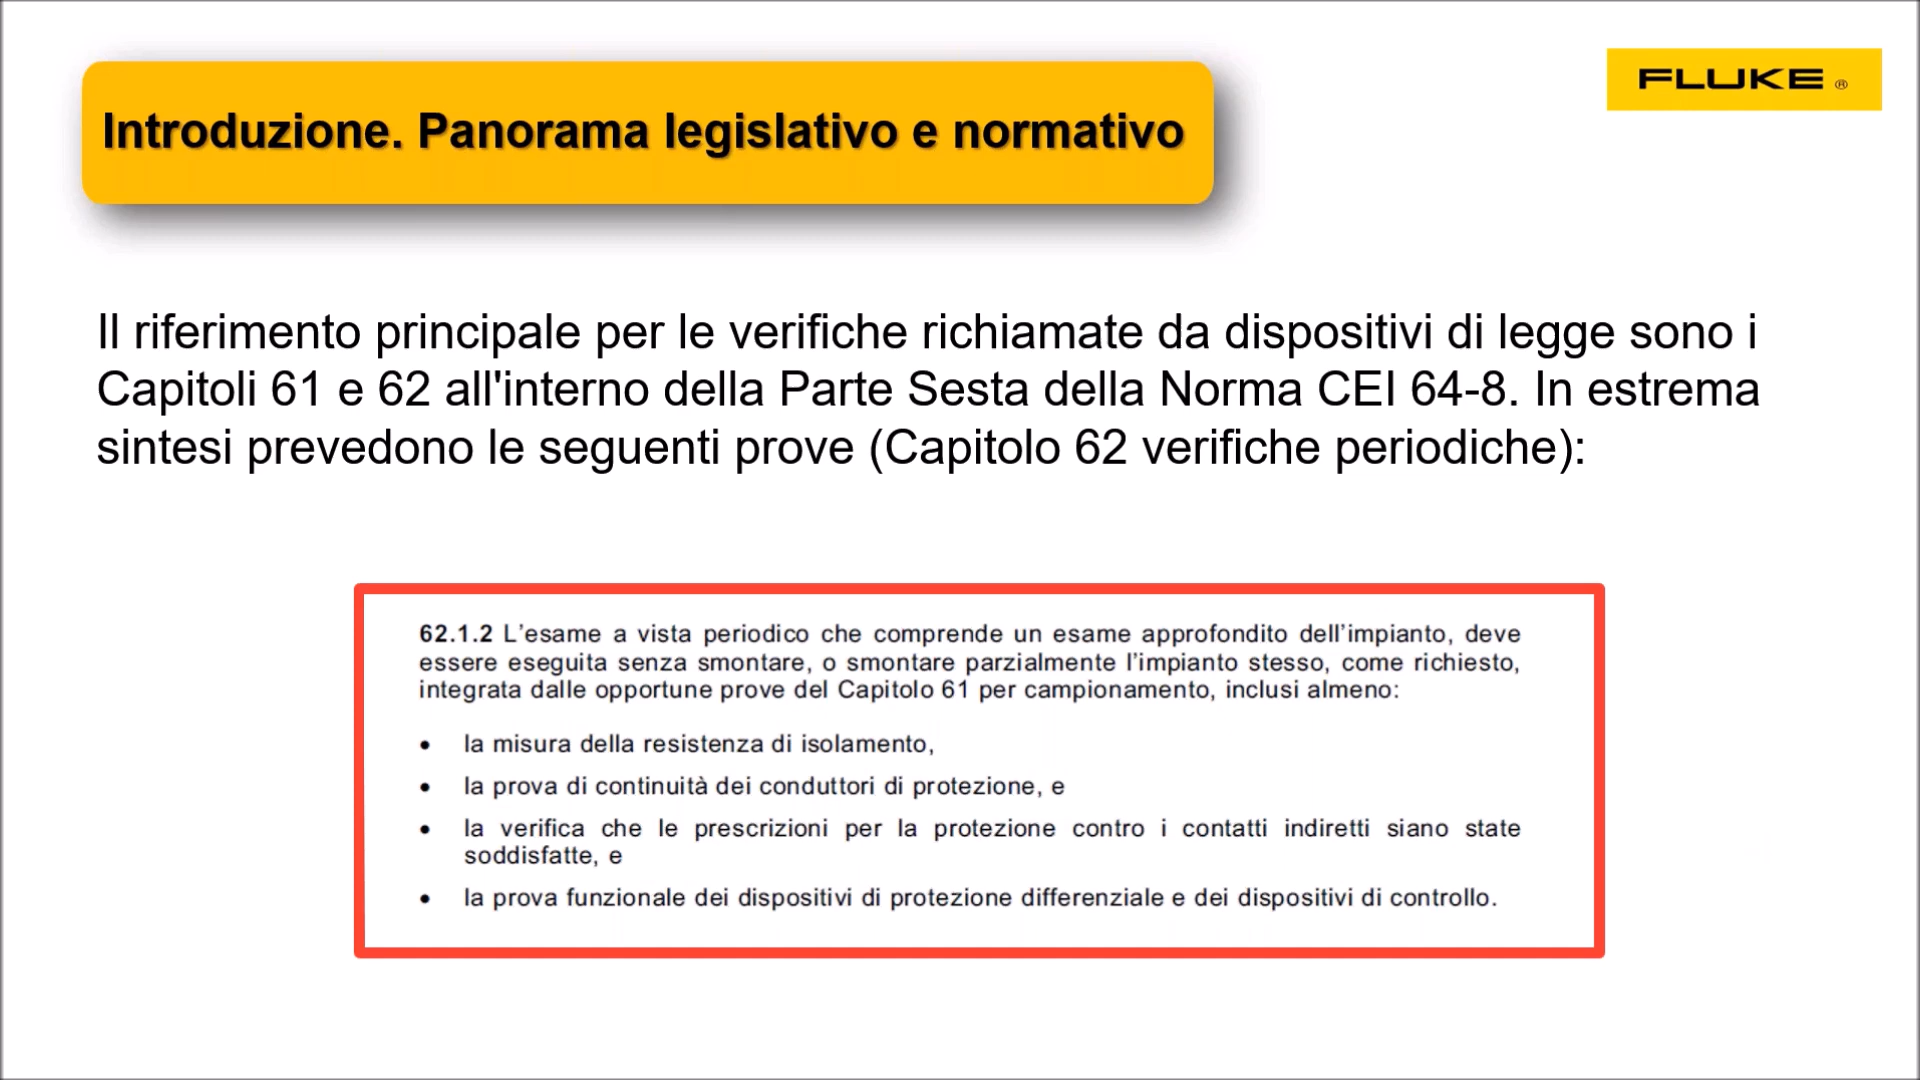 Introduzione. Panorama legislativo e normativo
FLUKE ®
Il riferimento principale per le verifiche richiamate da dispositivi di legge sono i
Capitoli 61 e 62 all'interno della Parte Sesta della Norma CEI 64-8. In estrema
sintesi prevedono le seguenti prove (Capitolo 62 verifiche periodiche):
62.1.2 L’esame a vista periodico che comprende un esame approfondito dell’impianto, deve
essere eseguita senza smontare, o smontare parzialmente l’impianto stesso, come richiesto,
integrata dalle opportune prove del Capitolo 61 per campionamento, inclusi almeno:
• la misura della resistenza di isolamento,
• la prova di continuità dei conduttori di protezione, e
• la verifica che le prescrizioni per la protezione contro i contatti indiretti siano state
soddisfatte, e
• la prova funzionale dei dispositivi di protezione differenziale e dei dispositivi di controllo.